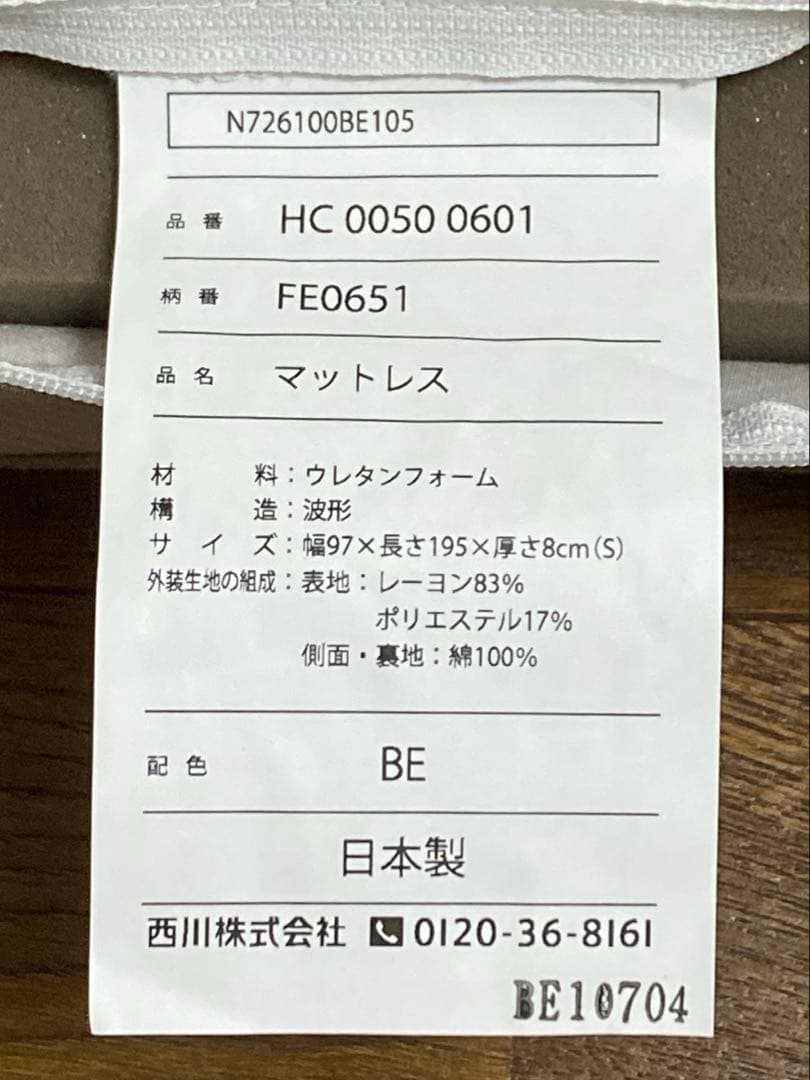 N726100BE105
品番 HC 0050 0601
柄番 FE0651
品名 マットレス
材料：ウレタンフォーム
構造：波形
サイズ：幅97×長さ195×厚さ8cm(S)
外装生地の組成：表地：レーヨン83%
ポリエステル17%
側面・裏地：綿100%
配色 BE
日本製
西川株式会社 0120-36-8161
BE10704